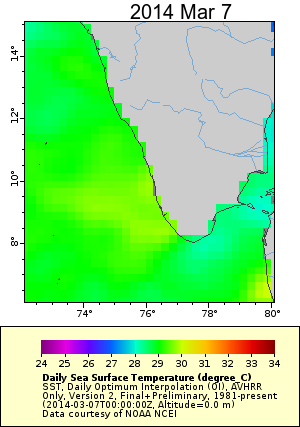 2014 Mar 7
14°
12°
10°
8°
74° 76° 78° 80°
24 25 26 27 28 29 30 31 32 33 34
Daily Sea Surface Temperature (degree_C)
SST, Daily Optimum Interpolation (OI), AVHRR
Only, Version 2, Final+Preliminary, 1981-present
(2014-03-07T00:00:00Z, Altitude=0.0 m)
Data courtesy of NOAA NCEI